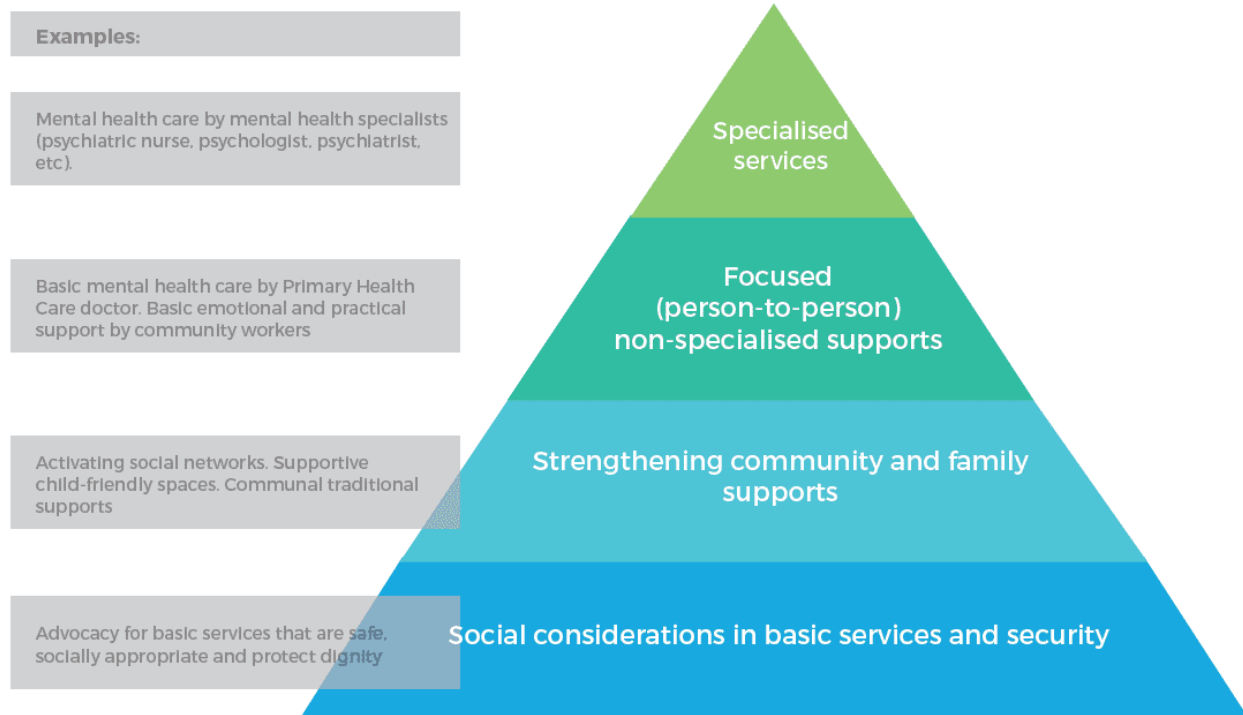 Examples:
Mental health care by mental health specialists
(psychiatric nurse, psychologist, psychiatrist,
etc).
Specialised
services
Basic mental health care by Primary Health
Care doctor. Basic emotional and practical
support by community workers
Focused
(person-to-person)
non-specialised supports
Activating social networks. Supportive
child-friendly spaces. Communal traditional
supports
Strengthening community and family
supports
Advocacy for basic services that are safe,
socially appropriate and protect dignity
Social considerations in basic services and security